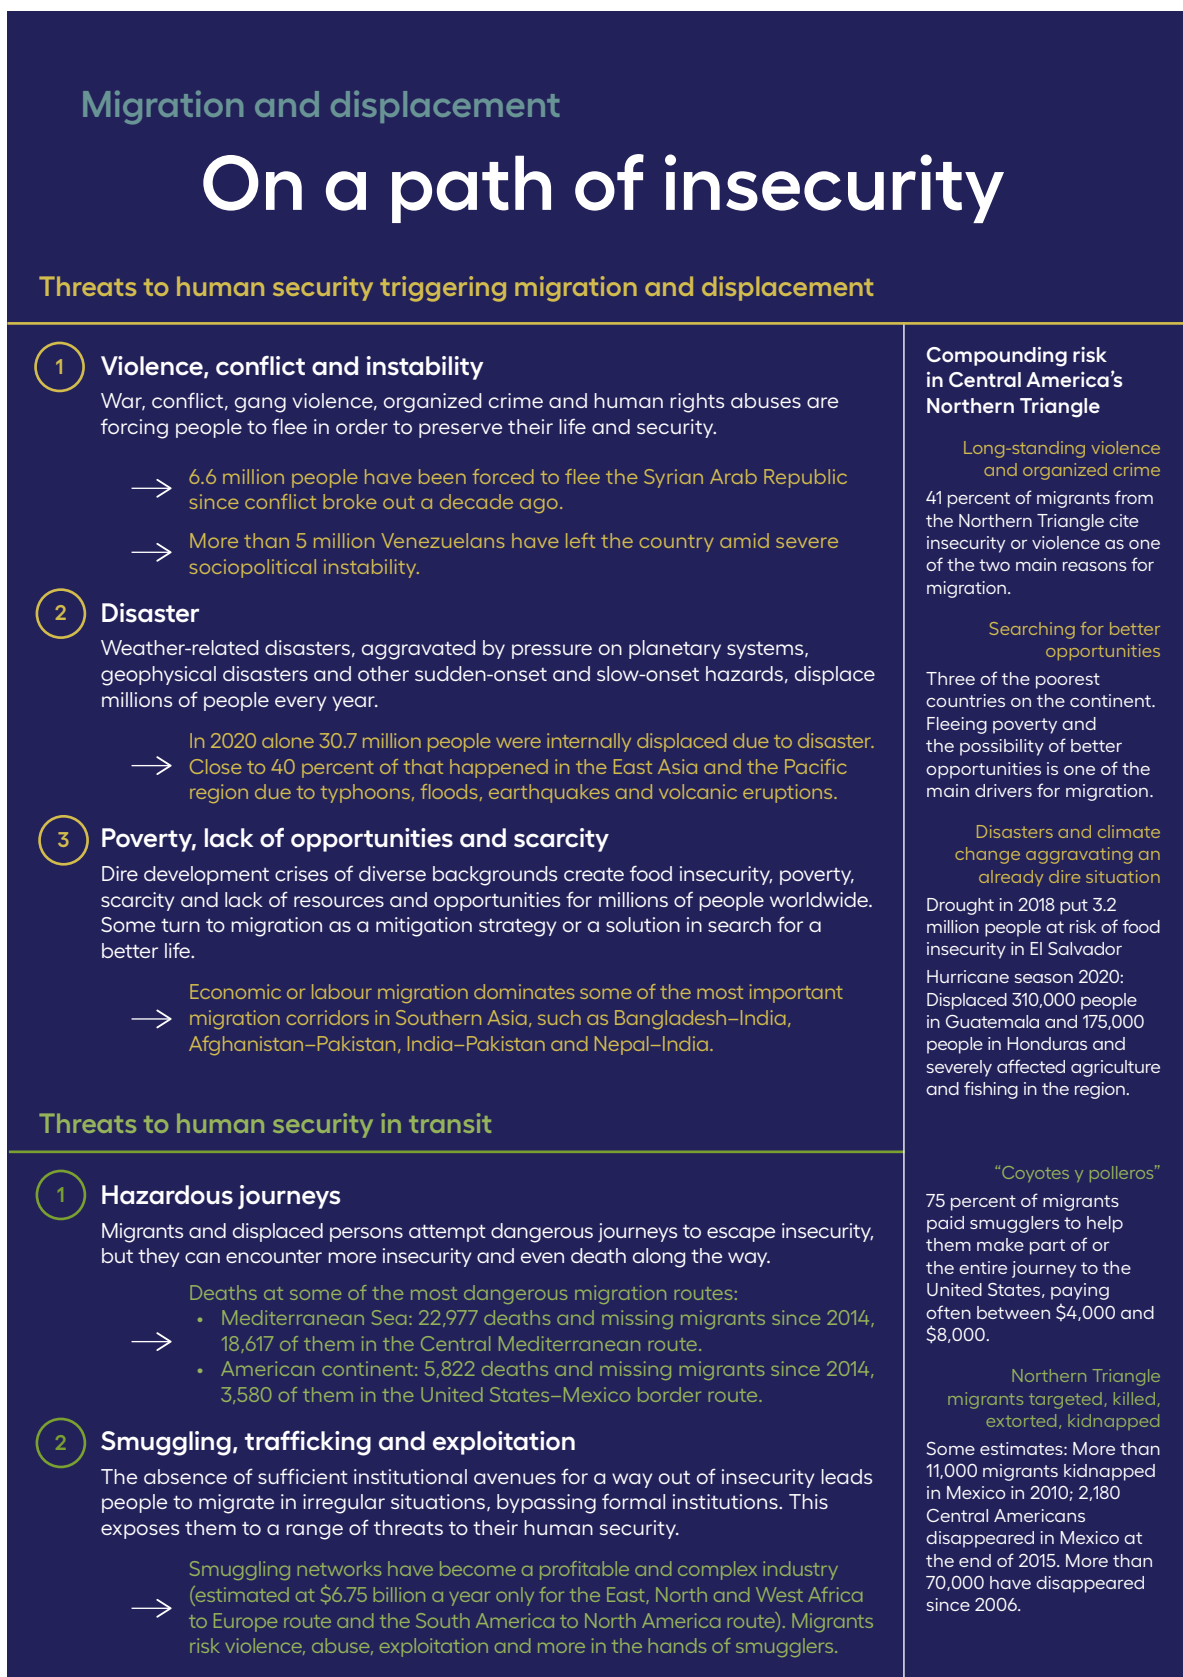 Migration and displacement
On a path of insecurity
Threats to human security triggering migration and displacement
1
Violence, conflict and instability
War, conflict, gang violence, organized crime and human rights abuses are
forcing people to flee in order to preserve their life and security.
6.6 million people have been forced to flee the Syrian Arab Republic
since conflict broke out a decade ago.
More than 5 million Venezuelans have left the country amid severe
sociopolitical instability.
2
Disaster
Weather-related disasters, aggravated by pressure on planetary systems,
geophysical disasters and other sudden-onset and slow-onset hazards, displace
millions of people every year.
In 2020 alone 30.7 million people were internally displaced due to disaster.
Close to 40 percent of that happened in the East Asia and the Pacific
region due to typhoons, floods, earthquakes and volcanic eruptions.
3
Poverty, lack of opportunities and scarcity
Dire development crises of diverse backgrounds create food insecurity, poverty,
scarcity and lack of resources and opportunities for millions of people worldwide.
Some turn to migration as a mitigation strategy or a solution in search for a
better life.
Economic or labour migration dominates some of the most important
migration corridors in Southern Asia, such as Bangladesh–India,
Afghanistan–Pakistan, India–Pakistan and Nepal–India.
Threats to human security in transit
1
Hazardous journeys
Migrants and displaced persons attempt dangerous journeys to escape insecurity,
but they can encounter more insecurity and even death along the way.
Deaths at some of the most dangerous migration routes:
• Mediterranean Sea: 22,977 deaths and missing migrants since 2014,
18,617 of them in the Central Mediterranean route.
• American continent: 5,822 deaths and missing migrants since 2014,
3,580 of them in the United States–Mexico border route.
2
Smuggling, trafficking and exploitation
The absence of sufficient institutional avenues for a way out of insecurity leads
people to migrate in irregular situations, bypassing formal institutions. This
exposes them to a range of threats to their human security.
Smuggling networks have become a profitable and complex industry
(estimated at $6.75 billion a year only for the East, North and West Africa
to Europe route and the South America to North America route). Migrants
risk violence, abuse, exploitation and more in the hands of smugglers.
Compounding risk
in Central America’s
Northern Triangle
Long-standing violence
and organized crime
41 percent of migrants from
the Northern Triangle cite
insecurity or violence as one
of the two main reasons for
migration.
Searching for better
opportunities
Three of the poorest
countries on the continent.
Fleeing poverty and
the possibility of better
opportunities is one of the
main drivers for migration.
Disasters and climate
change aggravating an
already dire situation
Drought in 2018 put 3.2
million people at risk of food
insecurity in El Salvador
Hurricane season 2020:
Displaced 310,000 people
in Guatemala and 175,000
people in Honduras and
severely affected agriculture
and fishing in the region.
“Coyotes y polleros”
75 percent of migrants
paid smugglers to help
them make part of or
the entire journey to the
United States, paying
often between $4,000 and
$8,000.
Northern Triangle
migrants targeted, killed,
extorted, kidnapped
Some estimates: More than
11,000 migrants kidnapped
in Mexico in 2010; 2,180
Central Americans
disappeared in Mexico at
the end of 2015. More than
70,000 have disappeared
since 2006.